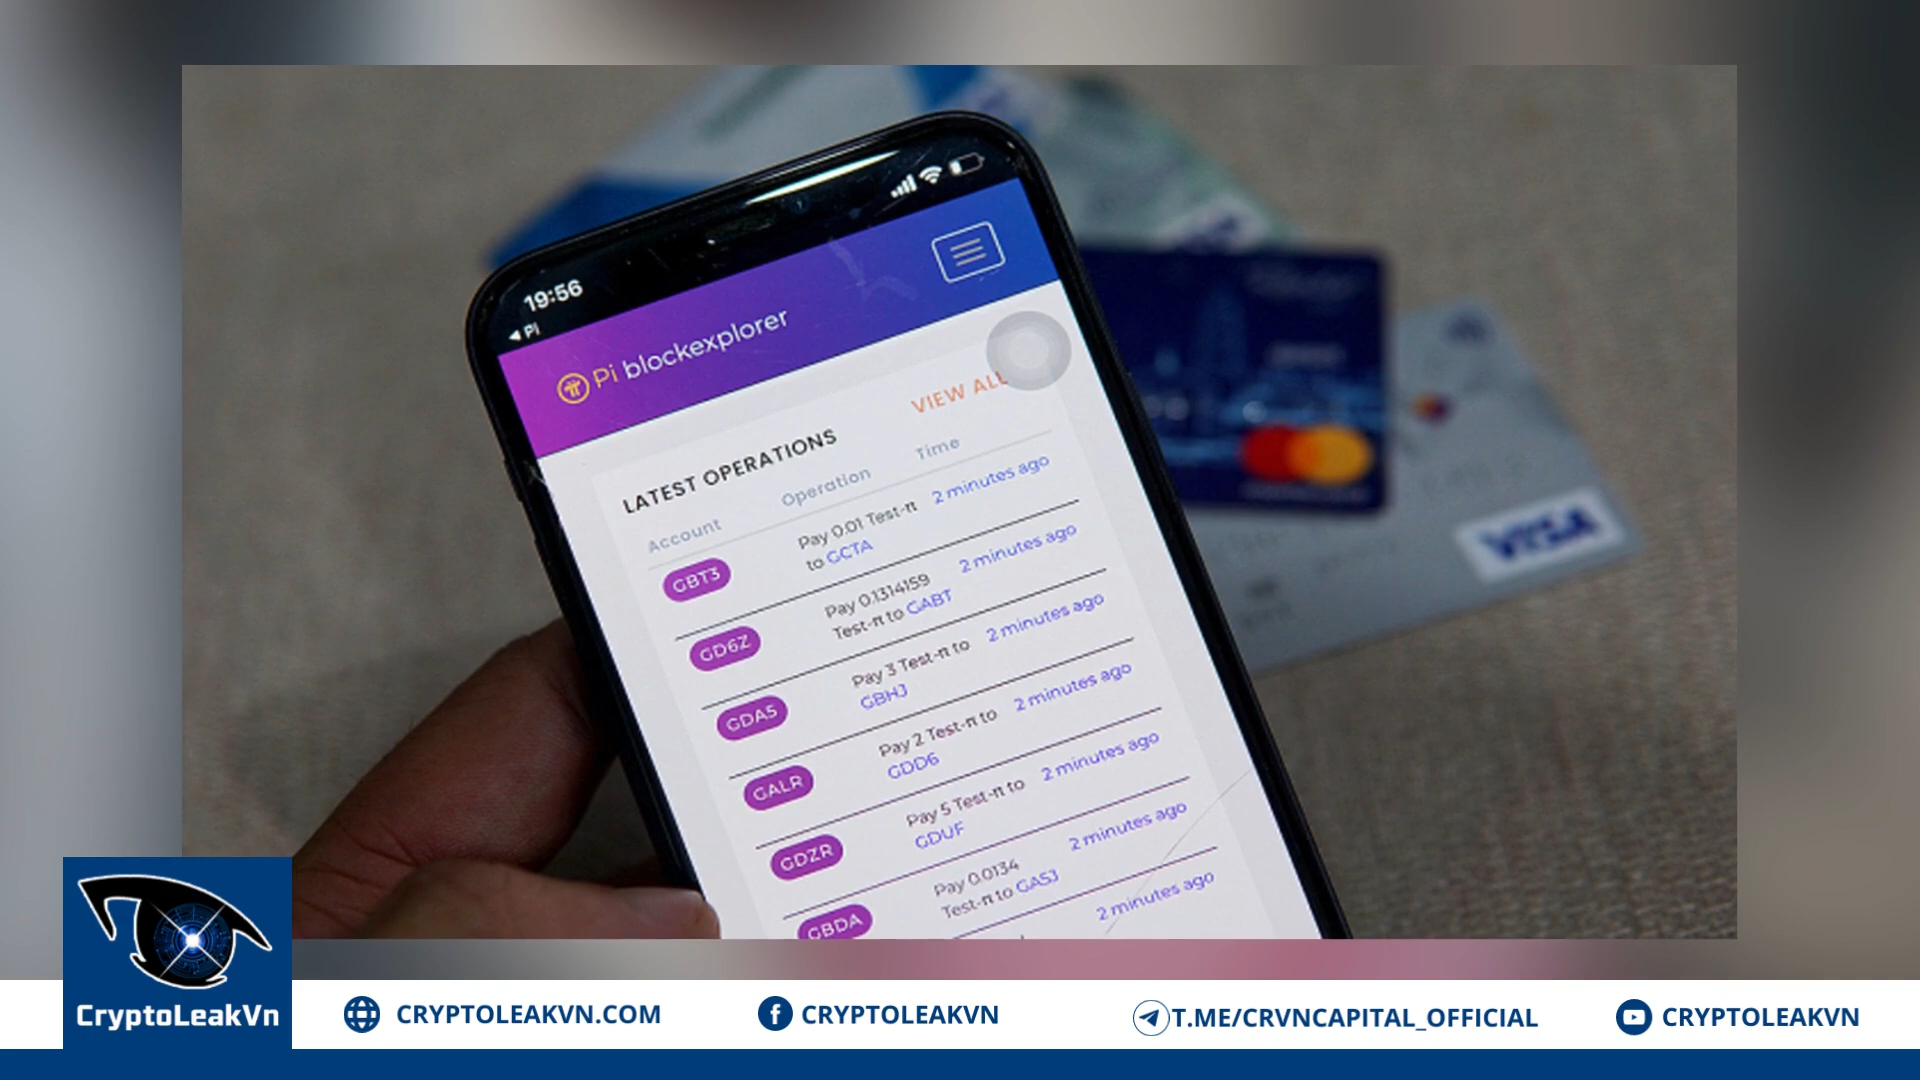 19:56
◀ PI
Pi blockexplorer
VIEW ALL
LATEST OPERATIONS
Account Operation Time
GBT3 Pay 0.01 Test-π 2 minutes ago
to GCTA
GD6Z Pay 0.1314159 2 minutes ago
Test-π to GABT
GDA5 Pay 3 Test-π to 2 minutes ago
GBHJ
GALR Pay 2 Test-π to 2 minutes ago
GDD6
GDZR Pay 5 Test-π to 2 minutes ago
GDUF
GBDA Pay 0.0134 2 minutes ago
Test-π to GA5J
2 minutes ago
VISA
CryptoLeakVn
CRYPTOLEAKVN.COM
CRYPTOLEAKVN
T.ME/CRVNCAPITAL_OFFICIAL
CRYPTOLEAKVN